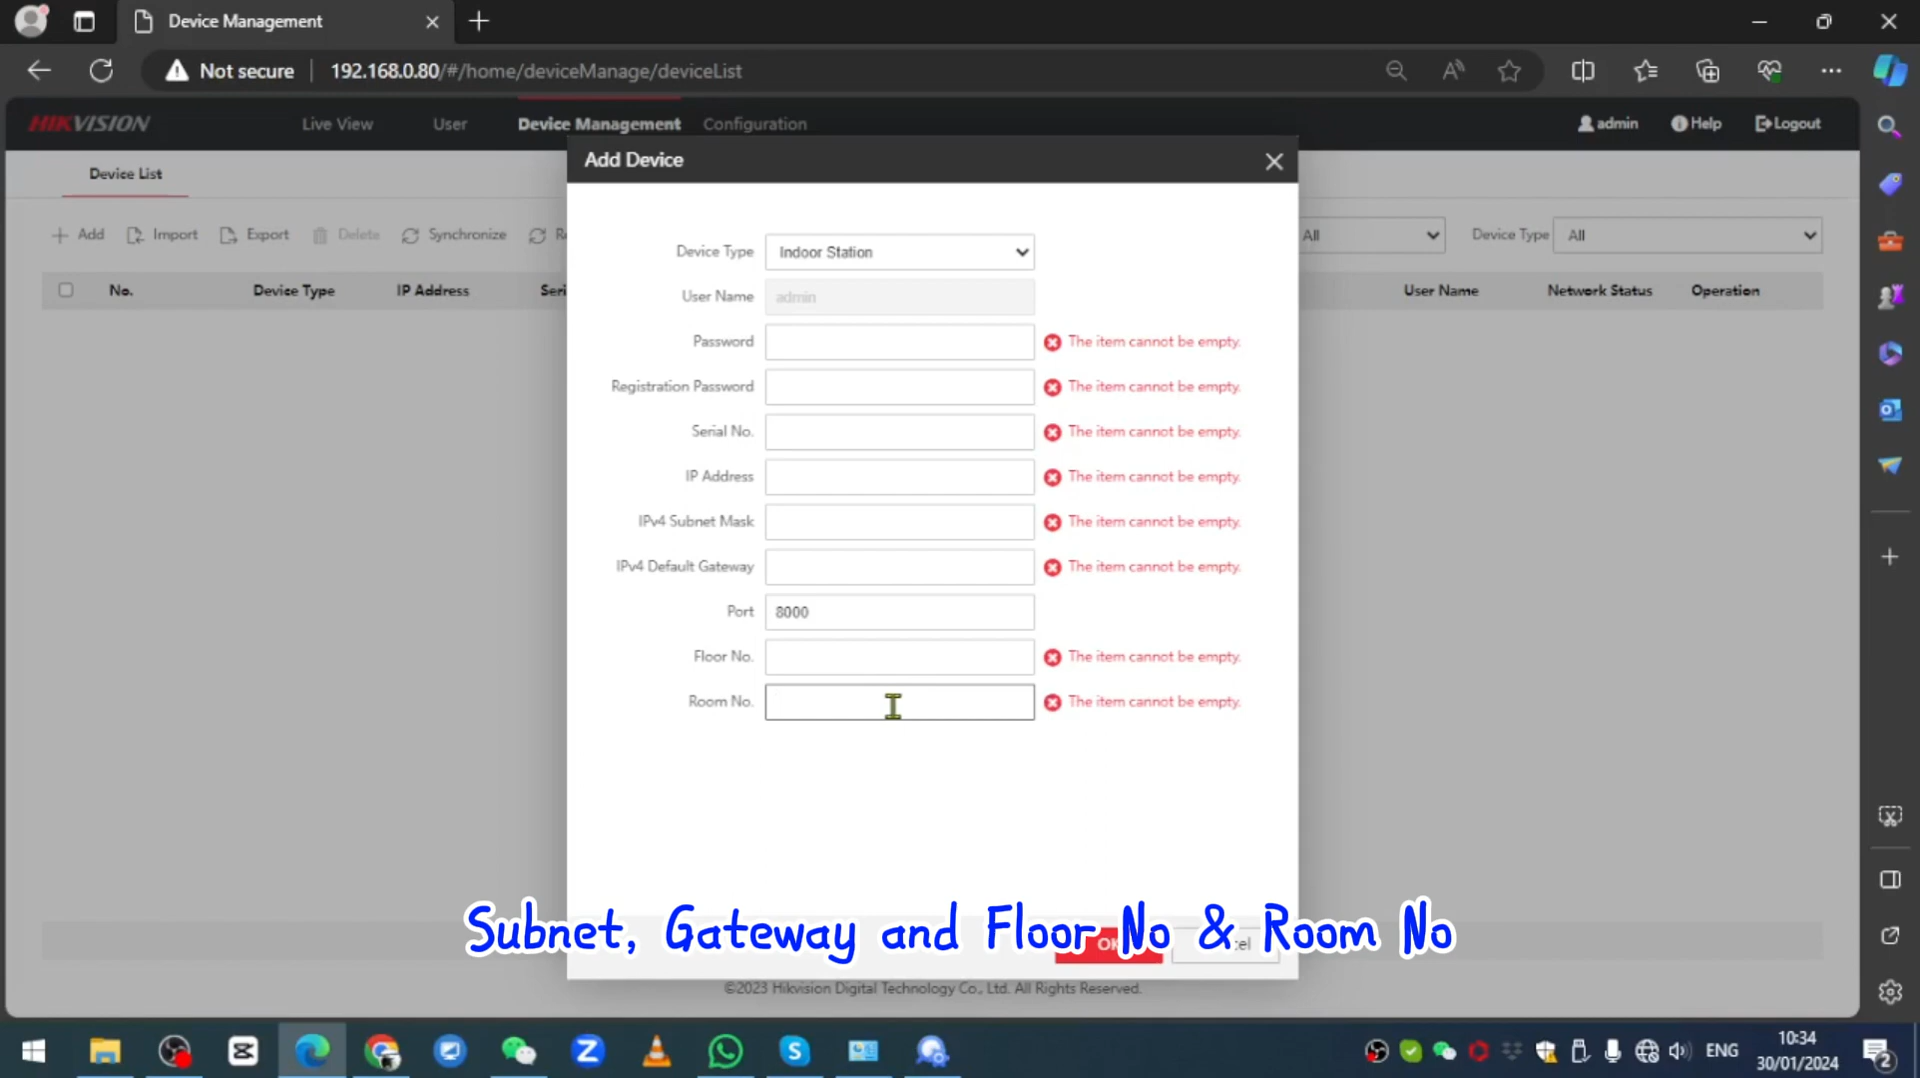 Device Management
Not secure
192.168.0.80/#/home/deviceManage/deviceList
HIKVISION
Live View
User
Device Management
Configuration
admin
Help
Logout
Add Device
Device List
Add
Import
Export
Delete
Synchronize
All
Device Type
All
No.
Device Type
IP Address
User Name
Network Status
Operation
Device Type
Indoor Station
User Name
admin
Password
The item cannot be empty.
Registration Password
The item cannot be empty.
Serial No.
The item cannot be empty.
IP Address
The item cannot be empty.
IPv4 Subnet Mask
The item cannot be empty.
IPv4 Default Gateway
The item cannot be empty.
Port
8000
Floor No.
The item cannot be empty.
Room No.
The item cannot be empty.
Subnet, Gateway and Floor No & Room No
OK
©2023 Hikvision Digital Technology Co., Ltd. All Rights Reserved.
ENG
10:34
30/01/2024
2